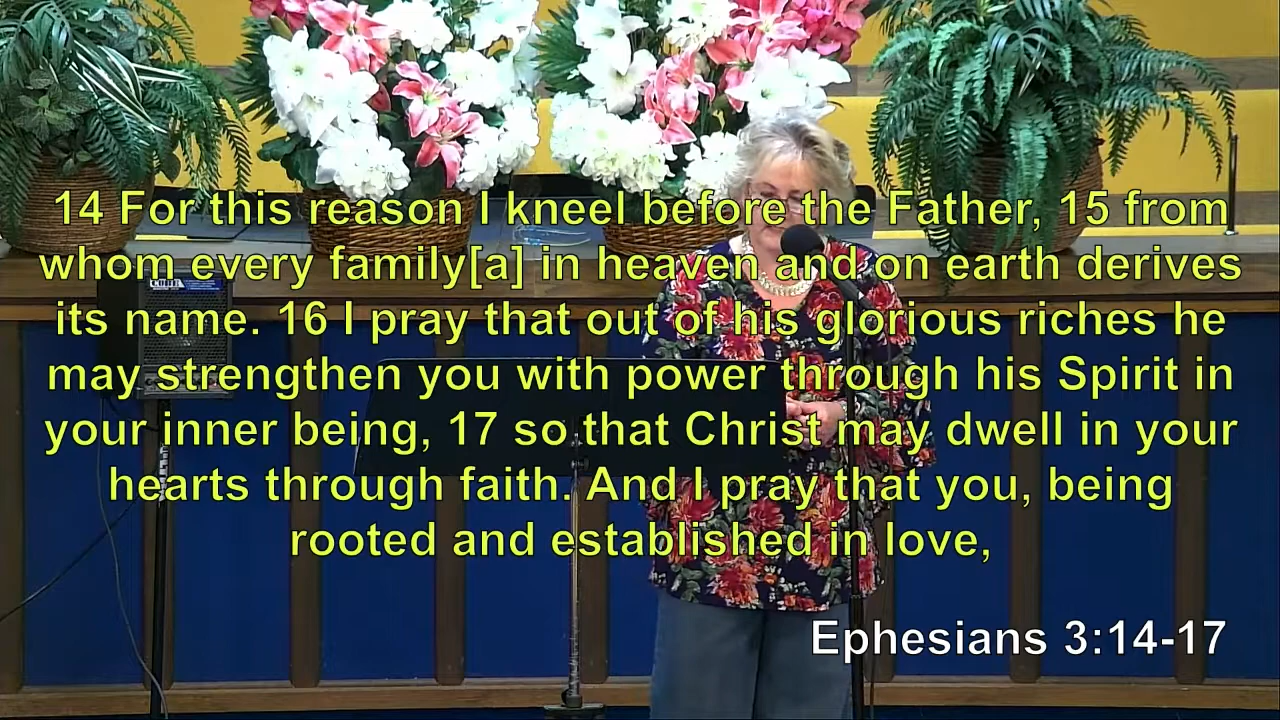 14 For this reason I kneel before the Father, 15 from
whom every family[a] in heaven and on earth derives
its name. 16 I pray that out of his glorious riches he
may strengthen you with power through his Spirit in
your inner being, 17 so that Christ may dwell in your
hearts through faith. And I pray that you, being
rooted and established in love,
Ephesians 3:14-17